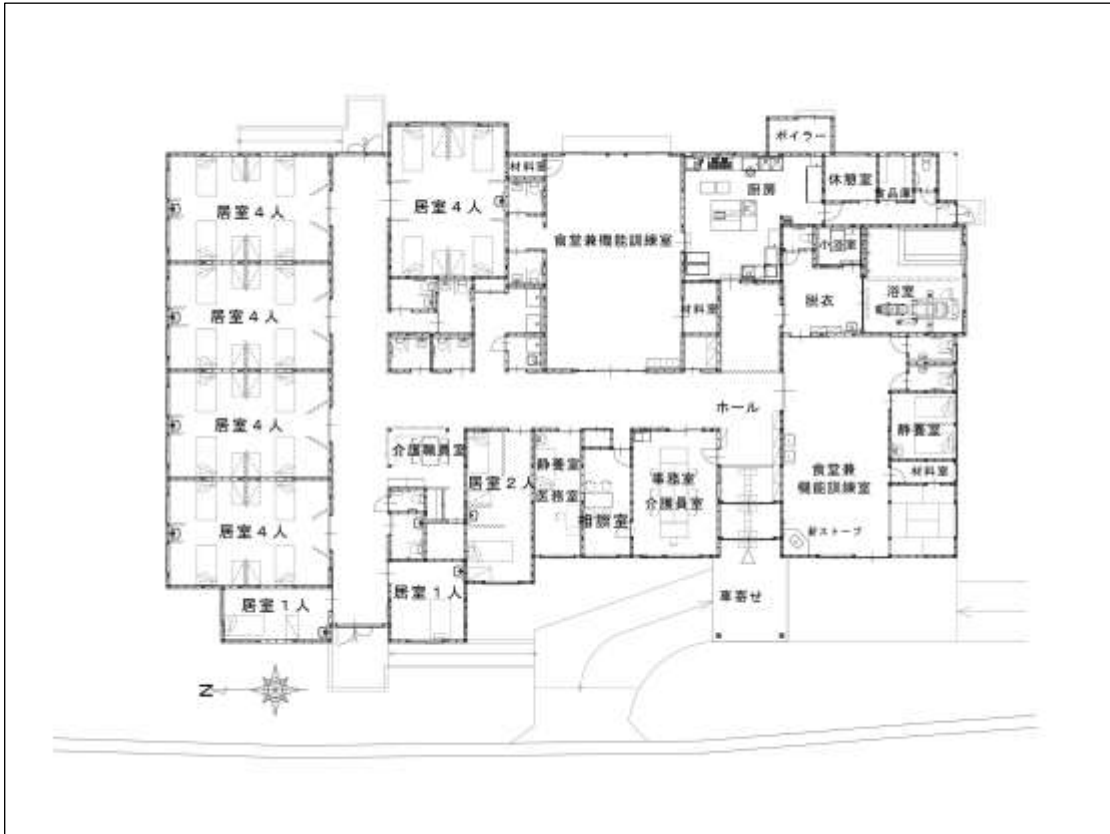 ボイラー
材料室
厨房
休憩室
食品庫
居室4人
居室4人
食堂兼機能訓練室
小浴室
浴室
脱衣
居室4人
材料室
ホール
居室4人
静養室
介護職員室
居室2人
静養室
医務室
事務室
介護員室
食堂兼
機能訓練室
材料室
相談室
居室4人
薪ストーブ
居室1人
居室1人
車寄せ
N